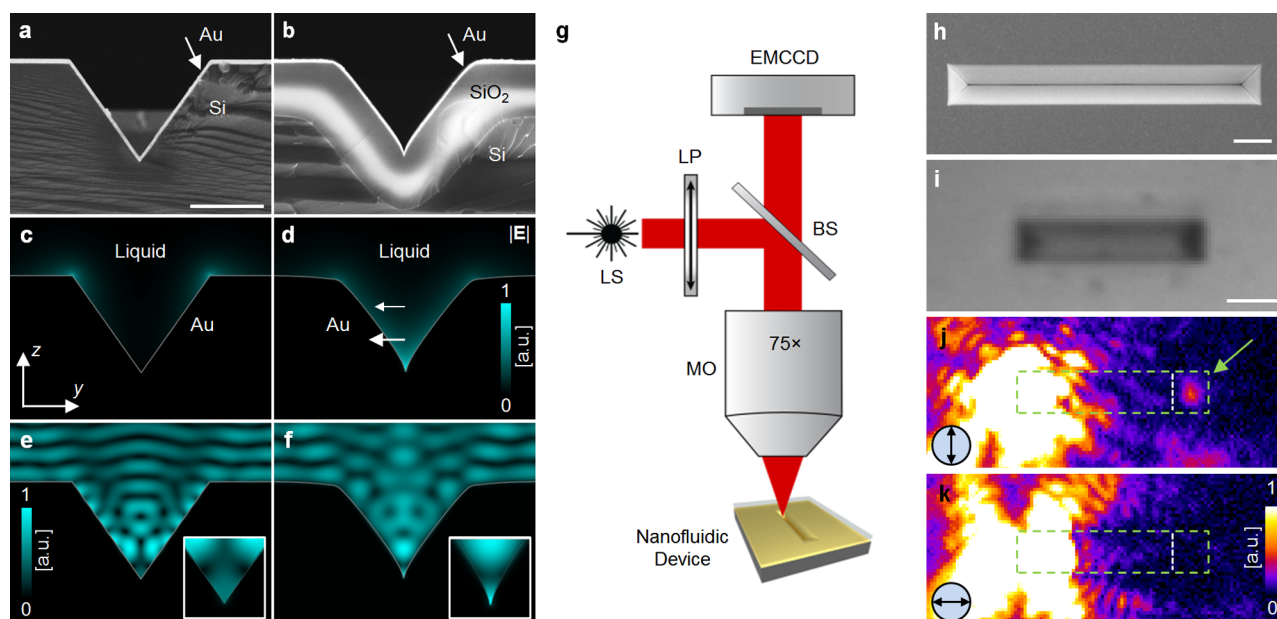 a
Au
Si
b
Au
SiO₂
Si
c
Liquid
Au
z
y
d
Liquid
|E|
Au
1
[a.u.]
0
e
1
[a.u.]
0
f
g
EMCCD
LP
BS
LS
75×
MO
Nanofluidic
Device
h
i
j
k
1
[a.u.]
0